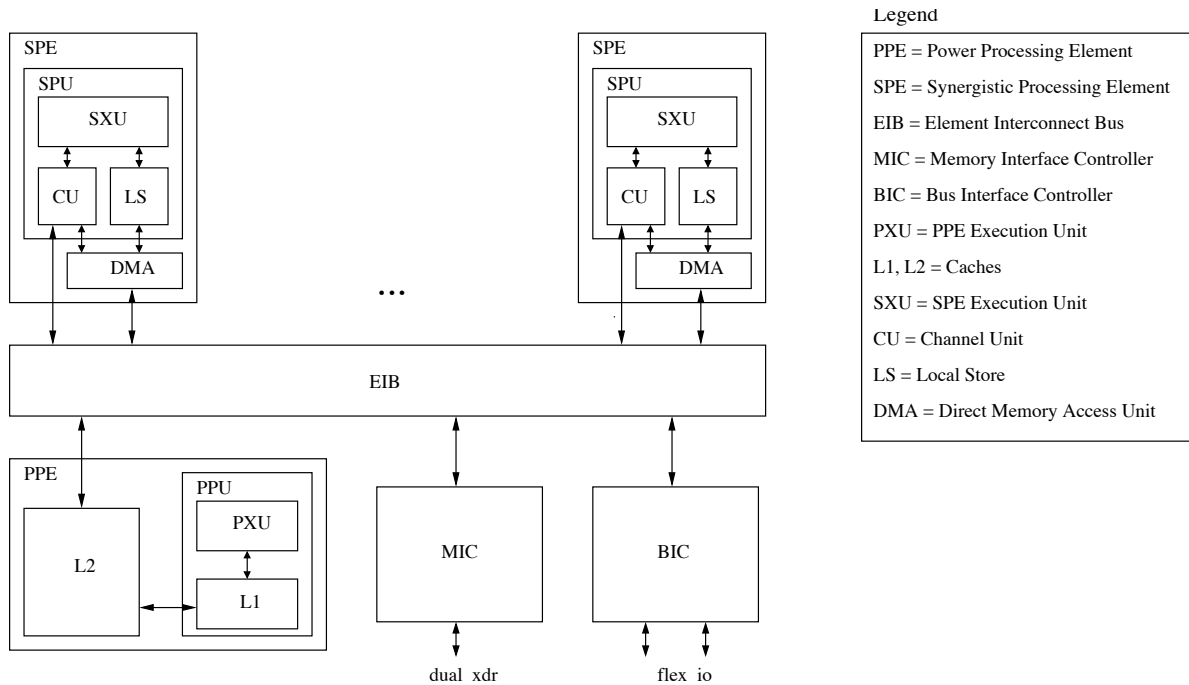 Legend
SPE
SPU
SXU
CU
LS
DMA
...
SPE
SPU
SXU
CU
LS
DMA
PPE = Power Processing Element
SPE = Synergistic Processing Element
EIB = Element Interconnect Bus
MIC = Memory Interface Controller
BIC = Bus Interface Controller
PXU = PPE Execution Unit
L1, L2 = Caches
SXU = SPE Execution Unit
CU = Channel Unit
LS = Local Store
DMA = Direct Memory Access Unit
EIB
PPE
PPU
PXU
L2
L1
MIC
BIC
dual xdr
flex io